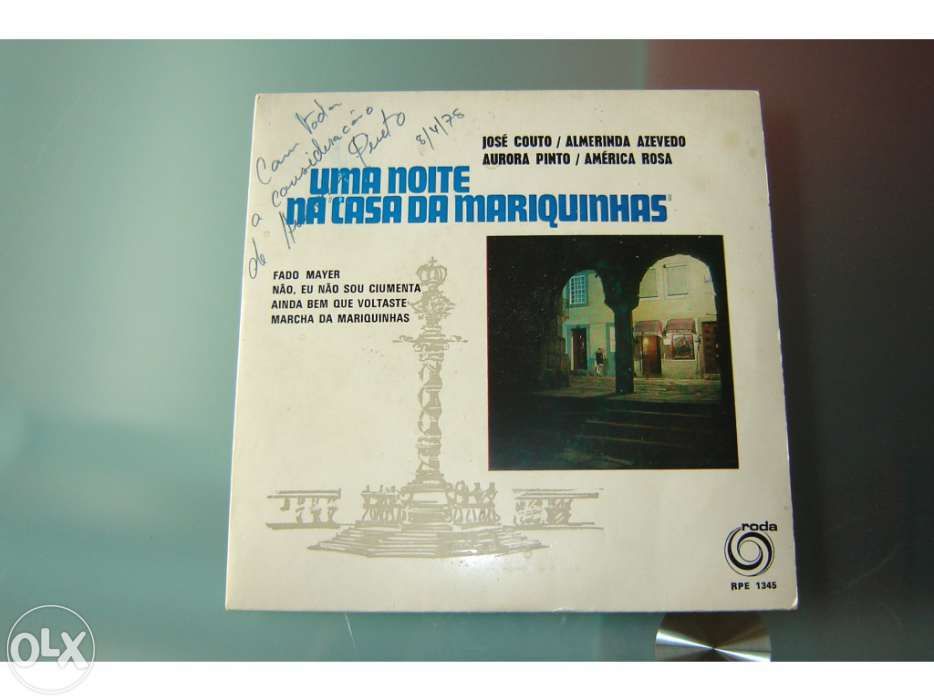 Com toda
a consideração
de Aurora Pinto
8/4/78
JOSÉ COUTO / ALMERINDA AZEVEDO
AURORA PINTO / AMÉRICA ROSA
UMA NOITE
NA CASA DA MARIQUINHAS
FADO MAYER
NÃO, EU NÃO SOU CIUMENTA
AINDA BEM QUE VOLTASTE
MARCHA DA MARIQUINHAS
roda
RPE 1345
OLX